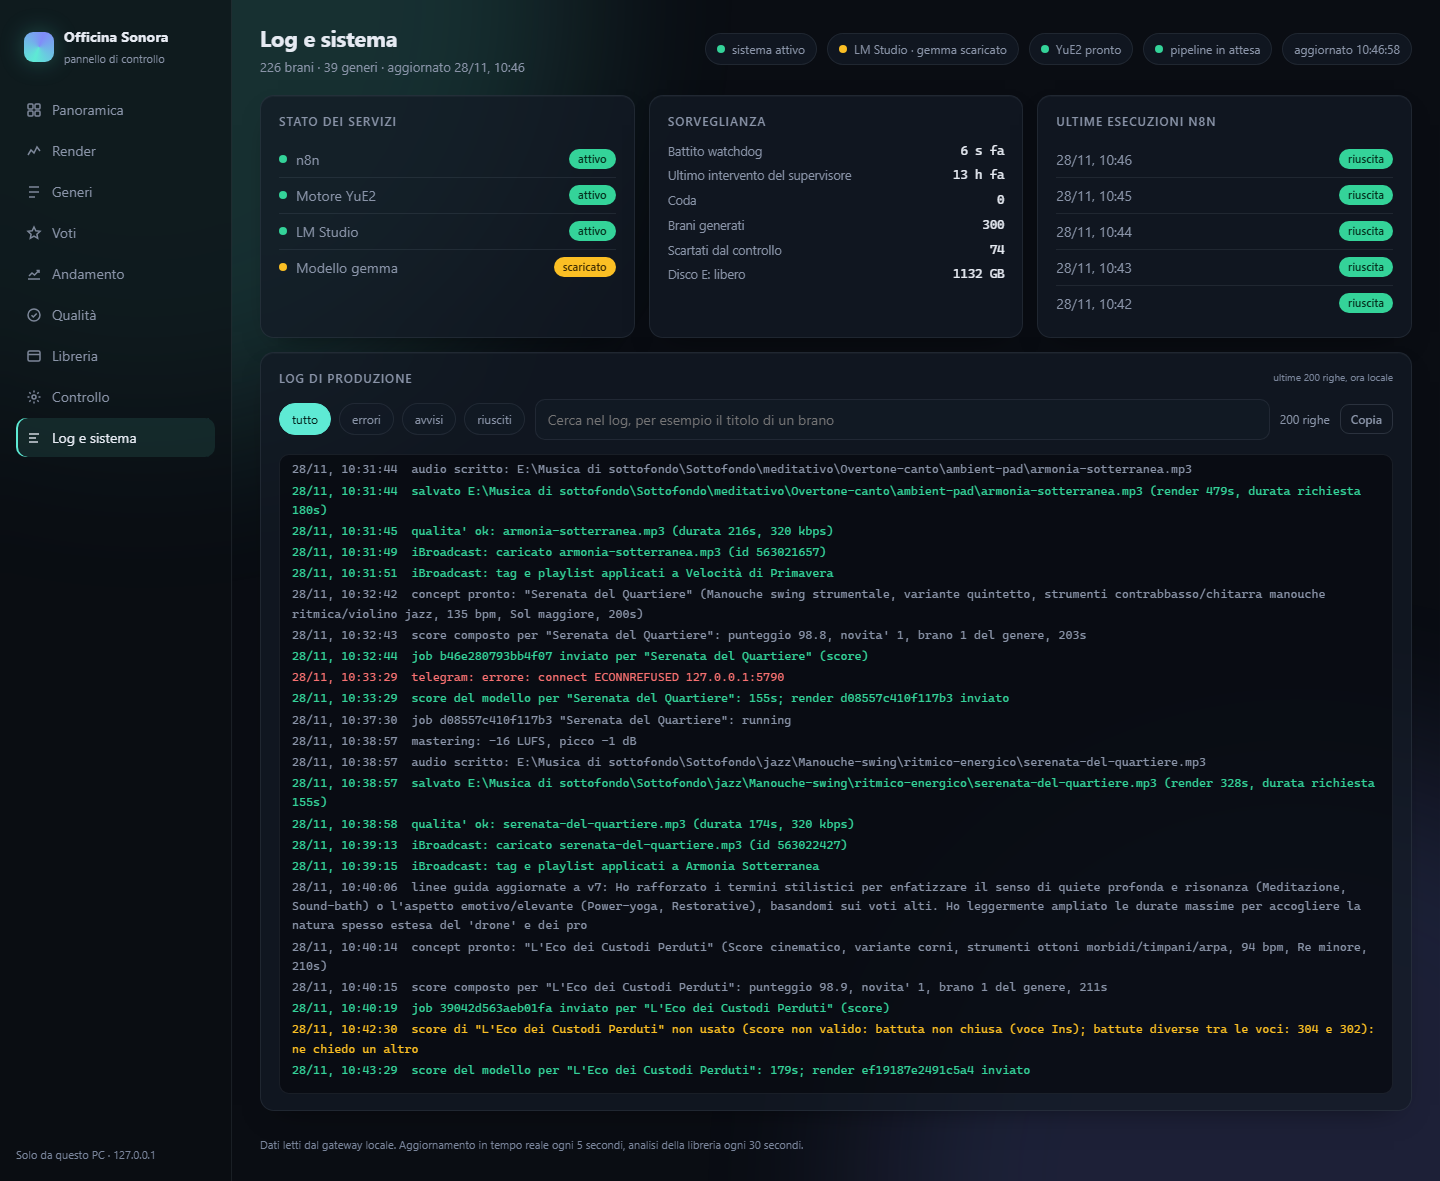 Officina Sonora
pannello di controllo
Panoramica
Render
Generi
Voti
Andamento
Qualità
Libreria
Controllo
Log e sistema
Solo da questo PC · 127.0.0.1
Log e sistema
226 brani · 39 generi · aggiornato 28/11, 10:46
sistema attivo
LM Studio · gemma scaricato
YuE2 pronto
pipeline in attesa
aggiornato 10:46:58
STATO DEI SERVIZI
n8n attivo
Motore YuE2 attivo
LM Studio attivo
Modello gemma scaricato
SORVEGLIANZA
Battito watchdog 6 s fa
Ultimo intervento del supervisore 13 h fa
Coda 0
Brani generati 300
Scartati dal controllo 74
Disco E: libero 1132 GB
ULTIME ESECUZIONI N8N
28/11, 10:46 riuscita
28/11, 10:45 riuscita
28/11, 10:44 riuscita
28/11, 10:43 riuscita
28/11, 10:42 riuscita
LOG DI PRODUZIONE
ultime 200 righe, ora locale
tutto errori avvisi riusciti Cerca nel log, per esempio il titolo di un brano 200 righe Copia
28/11, 10:31:44 audio scritto: E:\Musica di sottofondo\Sottofondo\meditativo\Overtone-canto\ambient-pad\armonia-sotterranea.mp3
28/11, 10:31:44 salvato E:\Musica di sottofondo\Sottofondo\meditativo\Overtone-canto\ambient-pad\armonia-sotterranea.mp3 (render 479s, durata richiesta
180s)
28/11, 10:31:45 qualita' ok: armonia-sotterranea.mp3 (durata 216s, 320 kbps)
28/11, 10:31:49 iBroadcast: caricato armonia-sotterranea.mp3 (id 563021657)
28/11, 10:31:51 iBroadcast: tag e playlist applicati a Velocità di Primavera
28/11, 10:32:42 concept pronto: "Serenata del Quartiere" (Manouche swing strumentale, variante quintetto, strumenti contrabbasso/chitarra manouche
ritmica/violino jazz, 135 bpm, Sol maggiore, 200s)
28/11, 10:32:43 score composto per "Serenata del Quartiere": punteggio 98.8, novita' 1, brano 1 del genere, 203s
28/11, 10:32:44 job b46e280793bb4f07 inviato per "Serenata del Quartiere" (score)
28/11, 10:33:29 telegram: errore: connect ECONNREFUSED 127.0.0.1:5790
28/11, 10:33:29 score del modello per "Serenata del Quartiere": 155s; render d08557c410f117b3 inviato
28/11, 10:37:30 job d08557c410f117b3 "Serenata del Quartiere": running
28/11, 10:38:57 mastering: -16 LUFS, picco -1 dB
28/11, 10:38:57 audio scritto: E:\Musica di sottofondo\Sottofondo\jazz\Manouche-swing\ritmico-energico\serenata-del-quartiere.mp3
28/11, 10:38:57 salvato E:\Musica di sottofondo\Sottofondo\jazz\Manouche-swing\ritmico-energico\serenata-del-quartiere.mp3 (render 328s, durata richiesta
155s)
28/11, 10:38:58 qualita' ok: serenata-del-quartiere.mp3 (durata 174s, 320 kbps)
28/11, 10:39:13 iBroadcast: caricato serenata-del-quartiere.mp3 (id 563022427)
28/11, 10:39:15 iBroadcast: tag e playlist applicati a Armonia Sotterranea
28/11, 10:40:06 linee guida aggiornate a v7: Ho rafforzato i termini stilistici per enfatizzare il senso di quiete profonda e risonanza (Meditazione,
Sound-bath) o l'aspetto emotivo/elevante (Power-yoga, Restorative), basandomi sui voti alti. Ho leggermente ampliato le durate massime per accogliere la
natura spesso estesa del 'drone' e dei pro
28/11, 10:40:14 concept pronto: "L'Eco dei Custodi Perduti" (Score cinematico, variante corni, strumenti ottoni morbidi/timpani/arpa, 94 bpm, Re minore,
210s)
28/11, 10:40:15 score composto per "L'Eco dei Custodi Perduti": punteggio 98.9, novita' 1, brano 1 del genere, 211s
28/11, 10:40:19 job 39042d563aeb01fa inviato per "L'Eco dei Custodi Perduti" (score)
28/11, 10:42:30 score di "L'Eco dei Custodi Perduti" non usato (score non valido: battuta non chiusa (voce Ins); battute diverse tra le voci: 304 e 302):
ne chiedo un altro
28/11, 10:43:29 score del modello per "L'Eco dei Custodi Perduti": 179s; render ef19187e2491c5a4 inviato
Dati letti dal gateway locale. Aggiornamento in tempo reale ogni 5 secondi, analisi della libreria ogni 30 secondi.